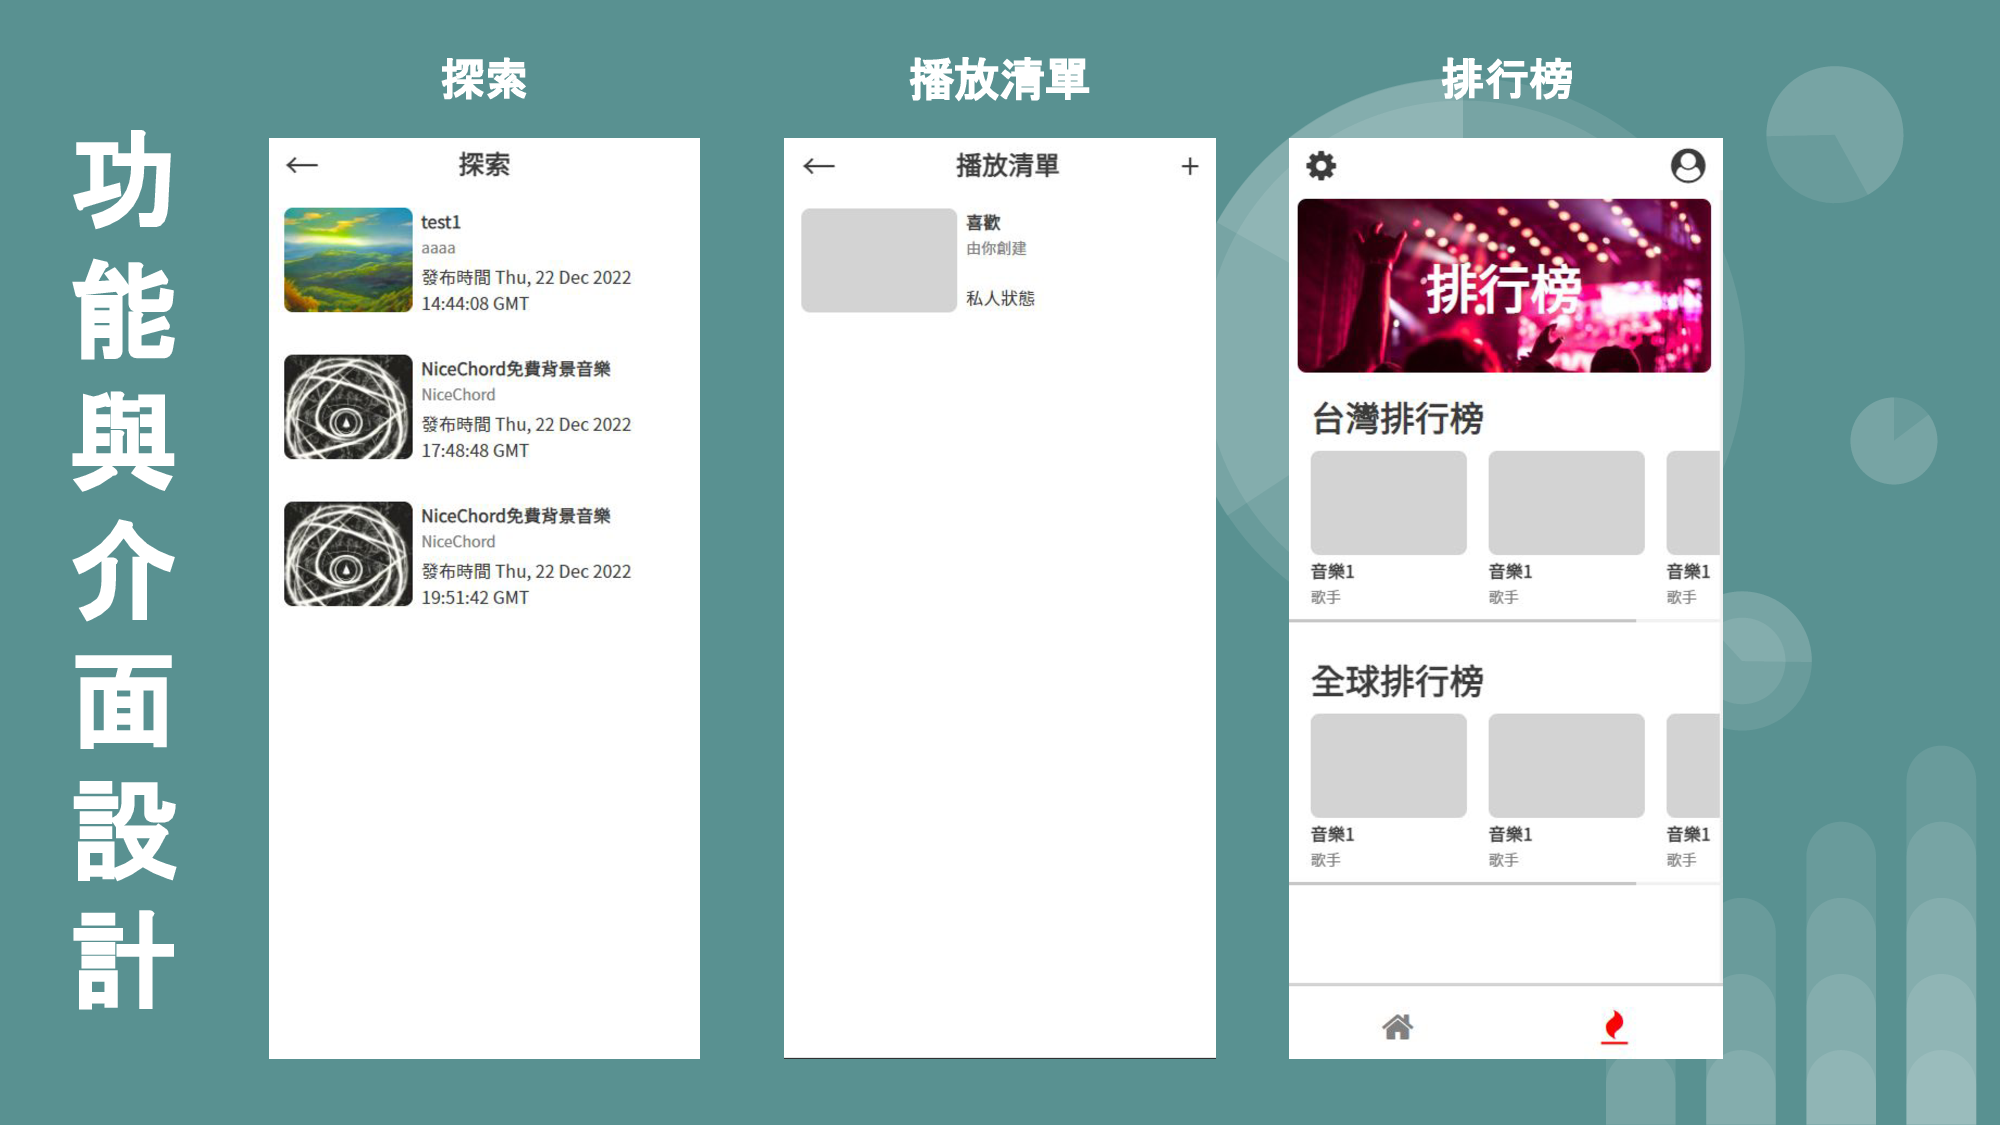 功能與介面設計
探索
播放清單
排行榜
探索
test1
aaaa
發布時間 Thu, 22 Dec 2022
14:44:08 GMT
NiceChord免費背景音樂
NiceChord
發布時間 Thu, 22 Dec 2022
17:48:48 GMT
NiceChord免費背景音樂
NiceChord
發布時間 Thu, 22 Dec 2022
19:51:42 GMT
播放清單
喜歡
由你創建
私人狀態
排行榜
台灣排行榜
音樂1
歌手
音樂1
歌手
音樂1
歌手
全球排行榜
音樂1
歌手
音樂1
歌手
音樂1
歌手